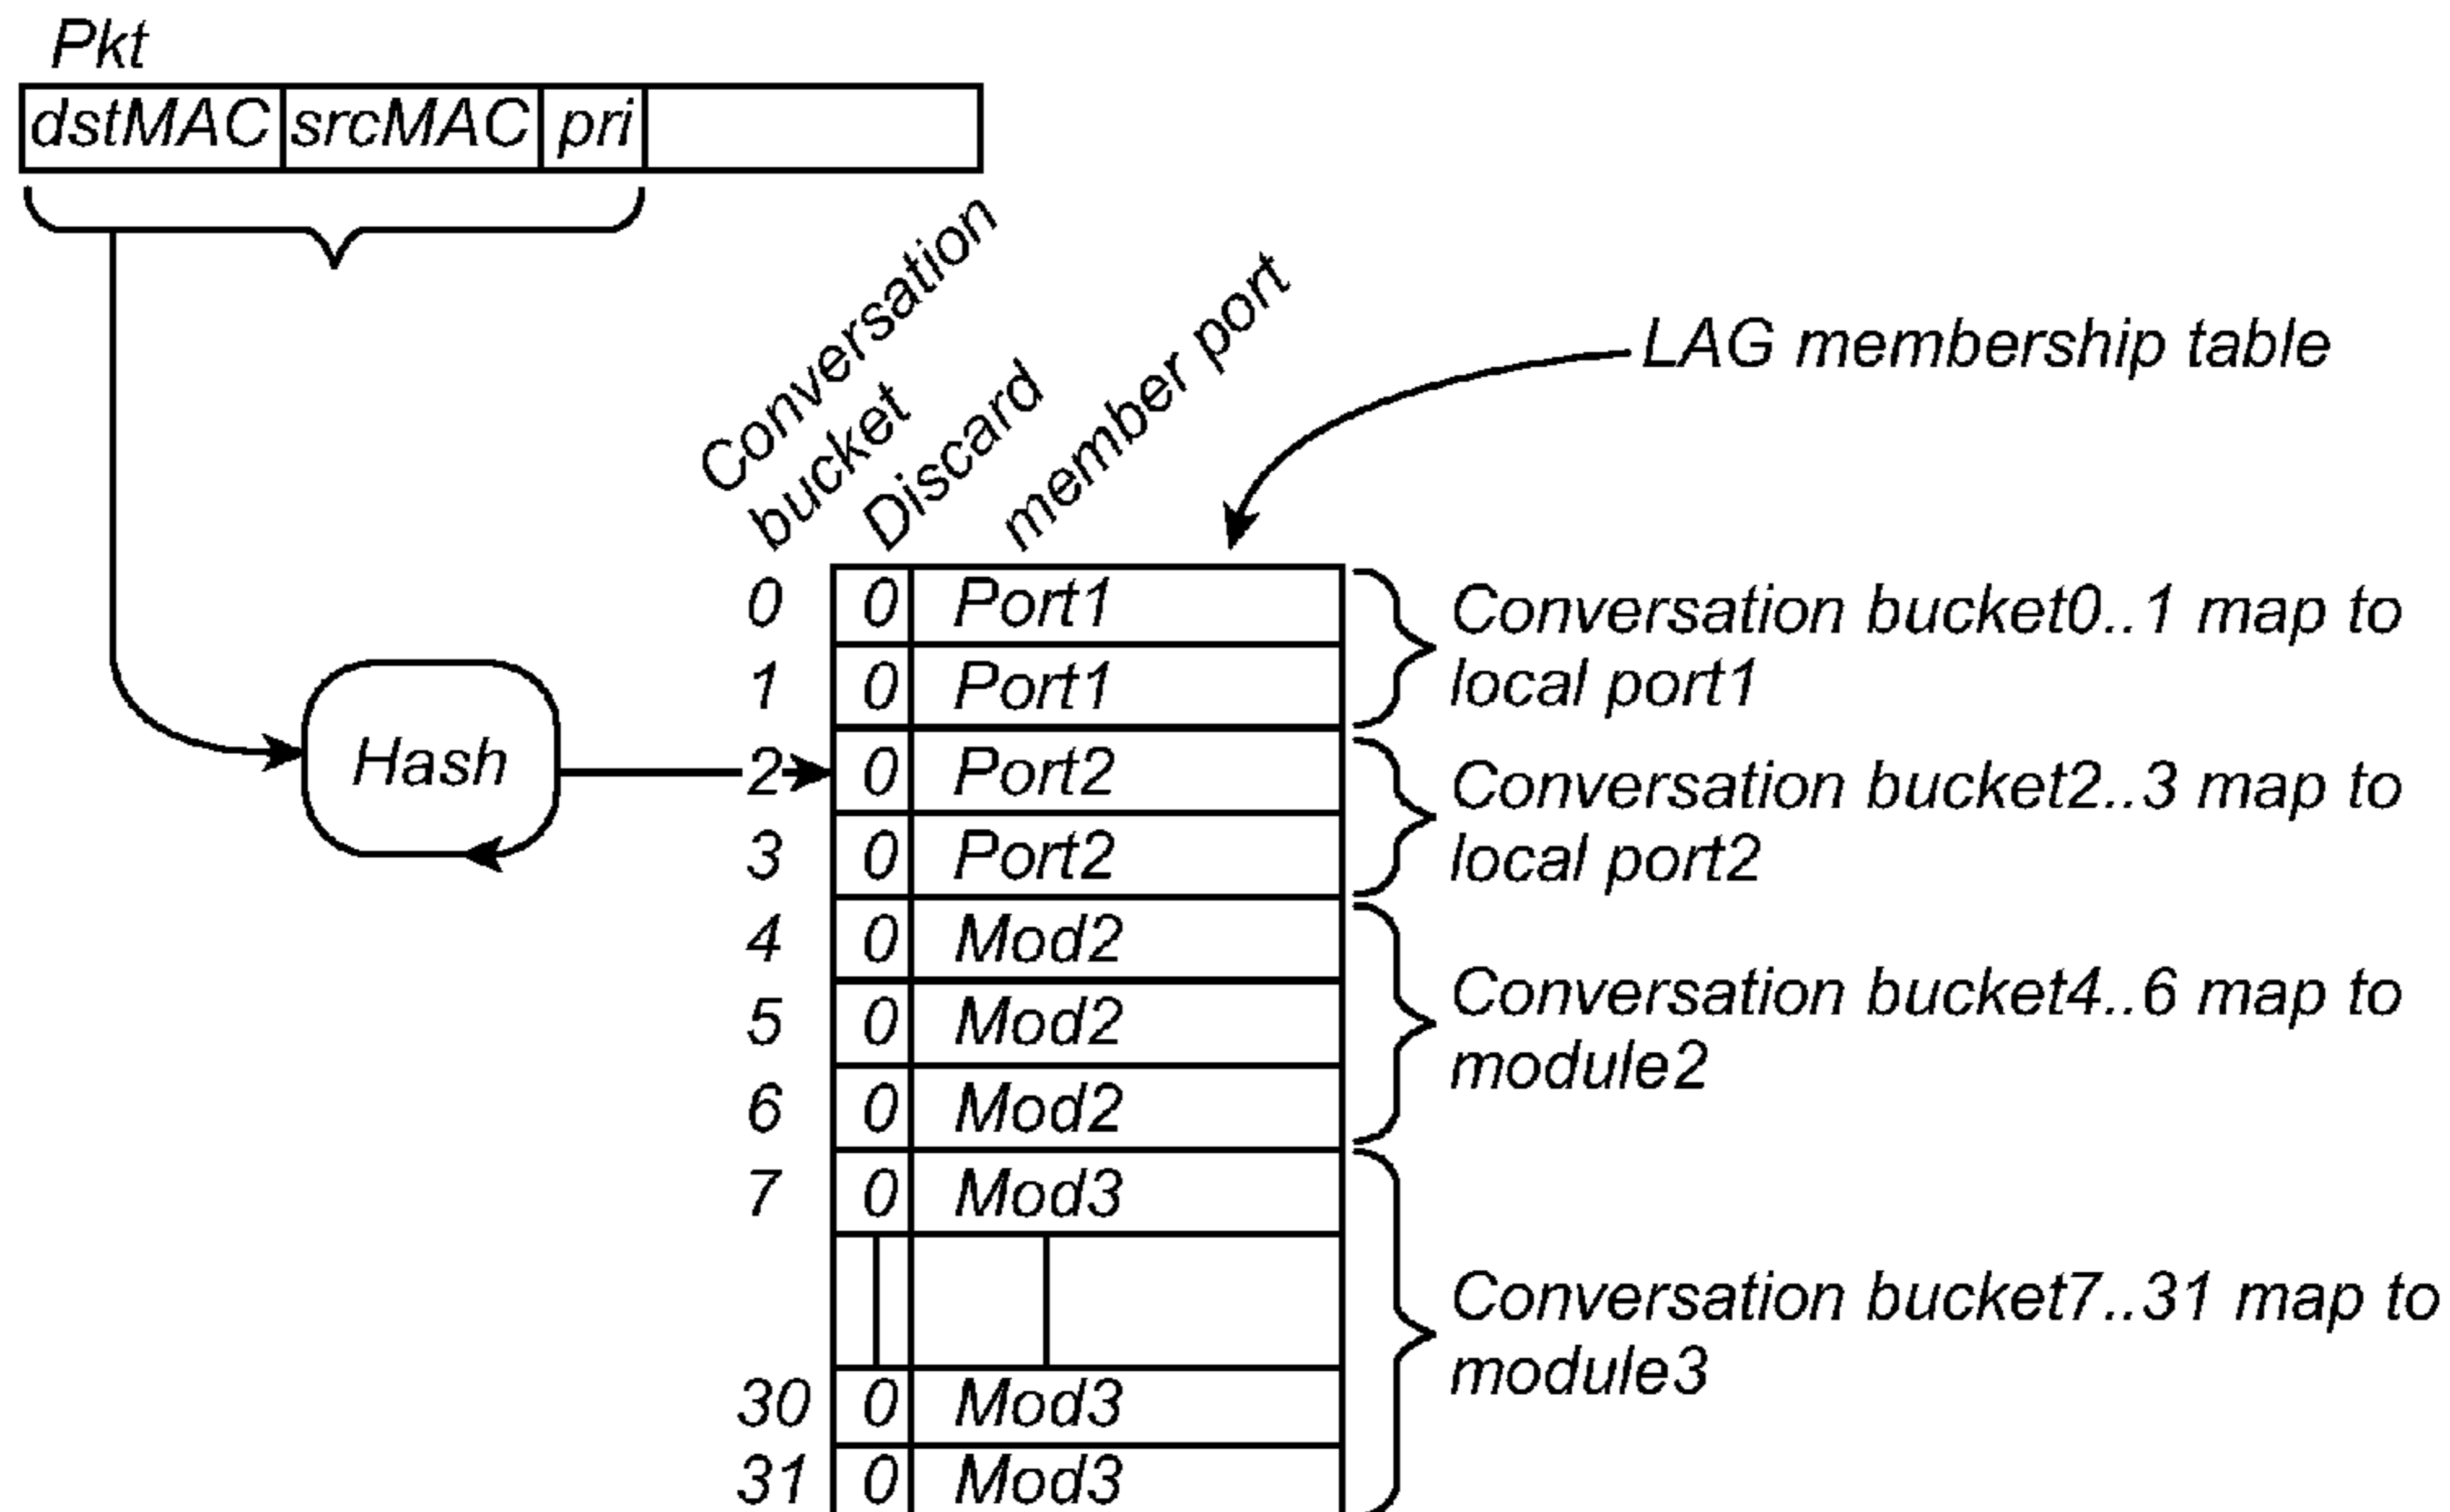 Pkt
dstMAC srcMAC pri
Conversation
bucket
Discard
member port
LAG membership table
0 0 Port1
1 0 Port1
Conversation bucket0..1 map to
local port1
Hash
2 0 Port2
3 0 Port2
Conversation bucket2..3 map to
local port2
4 0 Mod2
5 0 Mod2
6 0 Mod2
Conversation bucket4..6 map to
module2
7 0 Mod3
30 0 Mod3
31 0 Mod3
Conversation bucket7..31 map to
module3